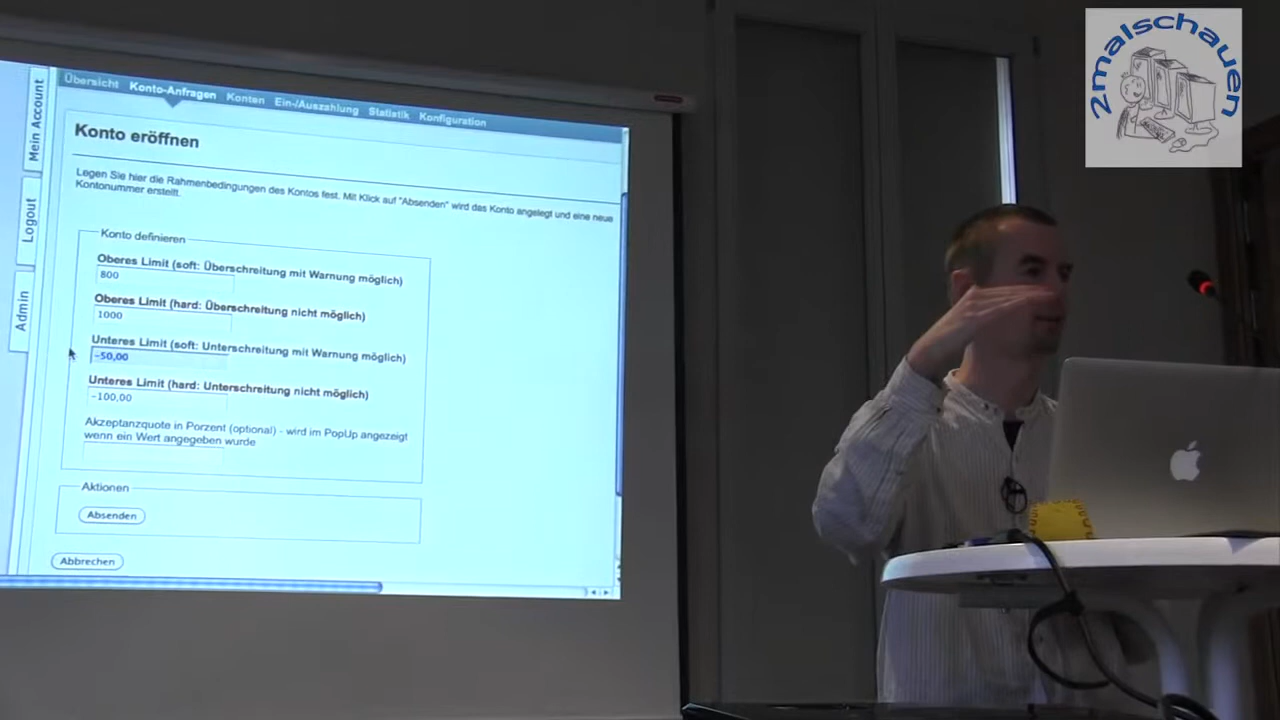 2malschauen
Übersicht Konto-Anfragen Konten Ein-/Auszahlung Statistik Konfiguration
Mein Account
Logout
Admin
Konto eröffnen
Legen Sie hier die Rahmenbedingungen des Kontos fest. Mit Klick auf "Absenden" wird das Konto angelegt und eine neue
Kontonummer erstellt.
Konto definieren
Oberes Limit (soft: Überschreitung mit Warnung möglich)
800
Oberes Limit (hard: Überschreitung nicht möglich)
1000
Unteres Limit (soft: Unterschreitung mit Warnung möglich)
-50,00
Unteres Limit (hard: Unterschreitung nicht möglich)
-100,00
Akzeptanzquote in Porzent (optional) - wird im PopUp angezeigt
wenn ein Wert angegeben wurde
Aktionen
Absenden
Abbrechen